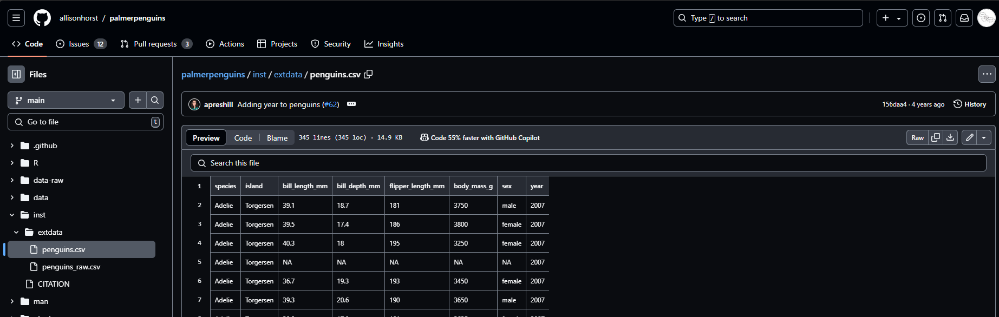 allisonhorst / palmerpenguins
Type / to search
Code
Issues 12
Pull requests 3
Actions
Projects
Security
Insights
Files
main
Go to file t
.github
R
data-raw
data
inst
extdata
penguins.csv
penguins_raw.csv
CITATION
man
palmerpenguins / inst / extdata / penguins.csv
apreshill Adding year to penguins (#62)
156daa4 · 4 years ago
History
Preview Code Blame
345 lines (345 loc) · 14.9 KB
Code 55% faster with GitHub Copilot
Raw
Search this file
1 species island bill_length_mm bill_depth_mm flipper_length_mm body_mass_g sex year
2 Adelie Torgersen 39.1 18.7 181 3750 male 2007
3 Adelie Torgersen 39.5 17.4 186 3800 female 2007
4 Adelie Torgersen 40.3 18 195 3250 female 2007
5 Adelie Torgersen NA NA NA NA NA 2007
6 Adelie Torgersen 36.7 19.3 193 3450 female 2007
7 Adelie Torgersen 39.3 20.6 190 3650 male 2007